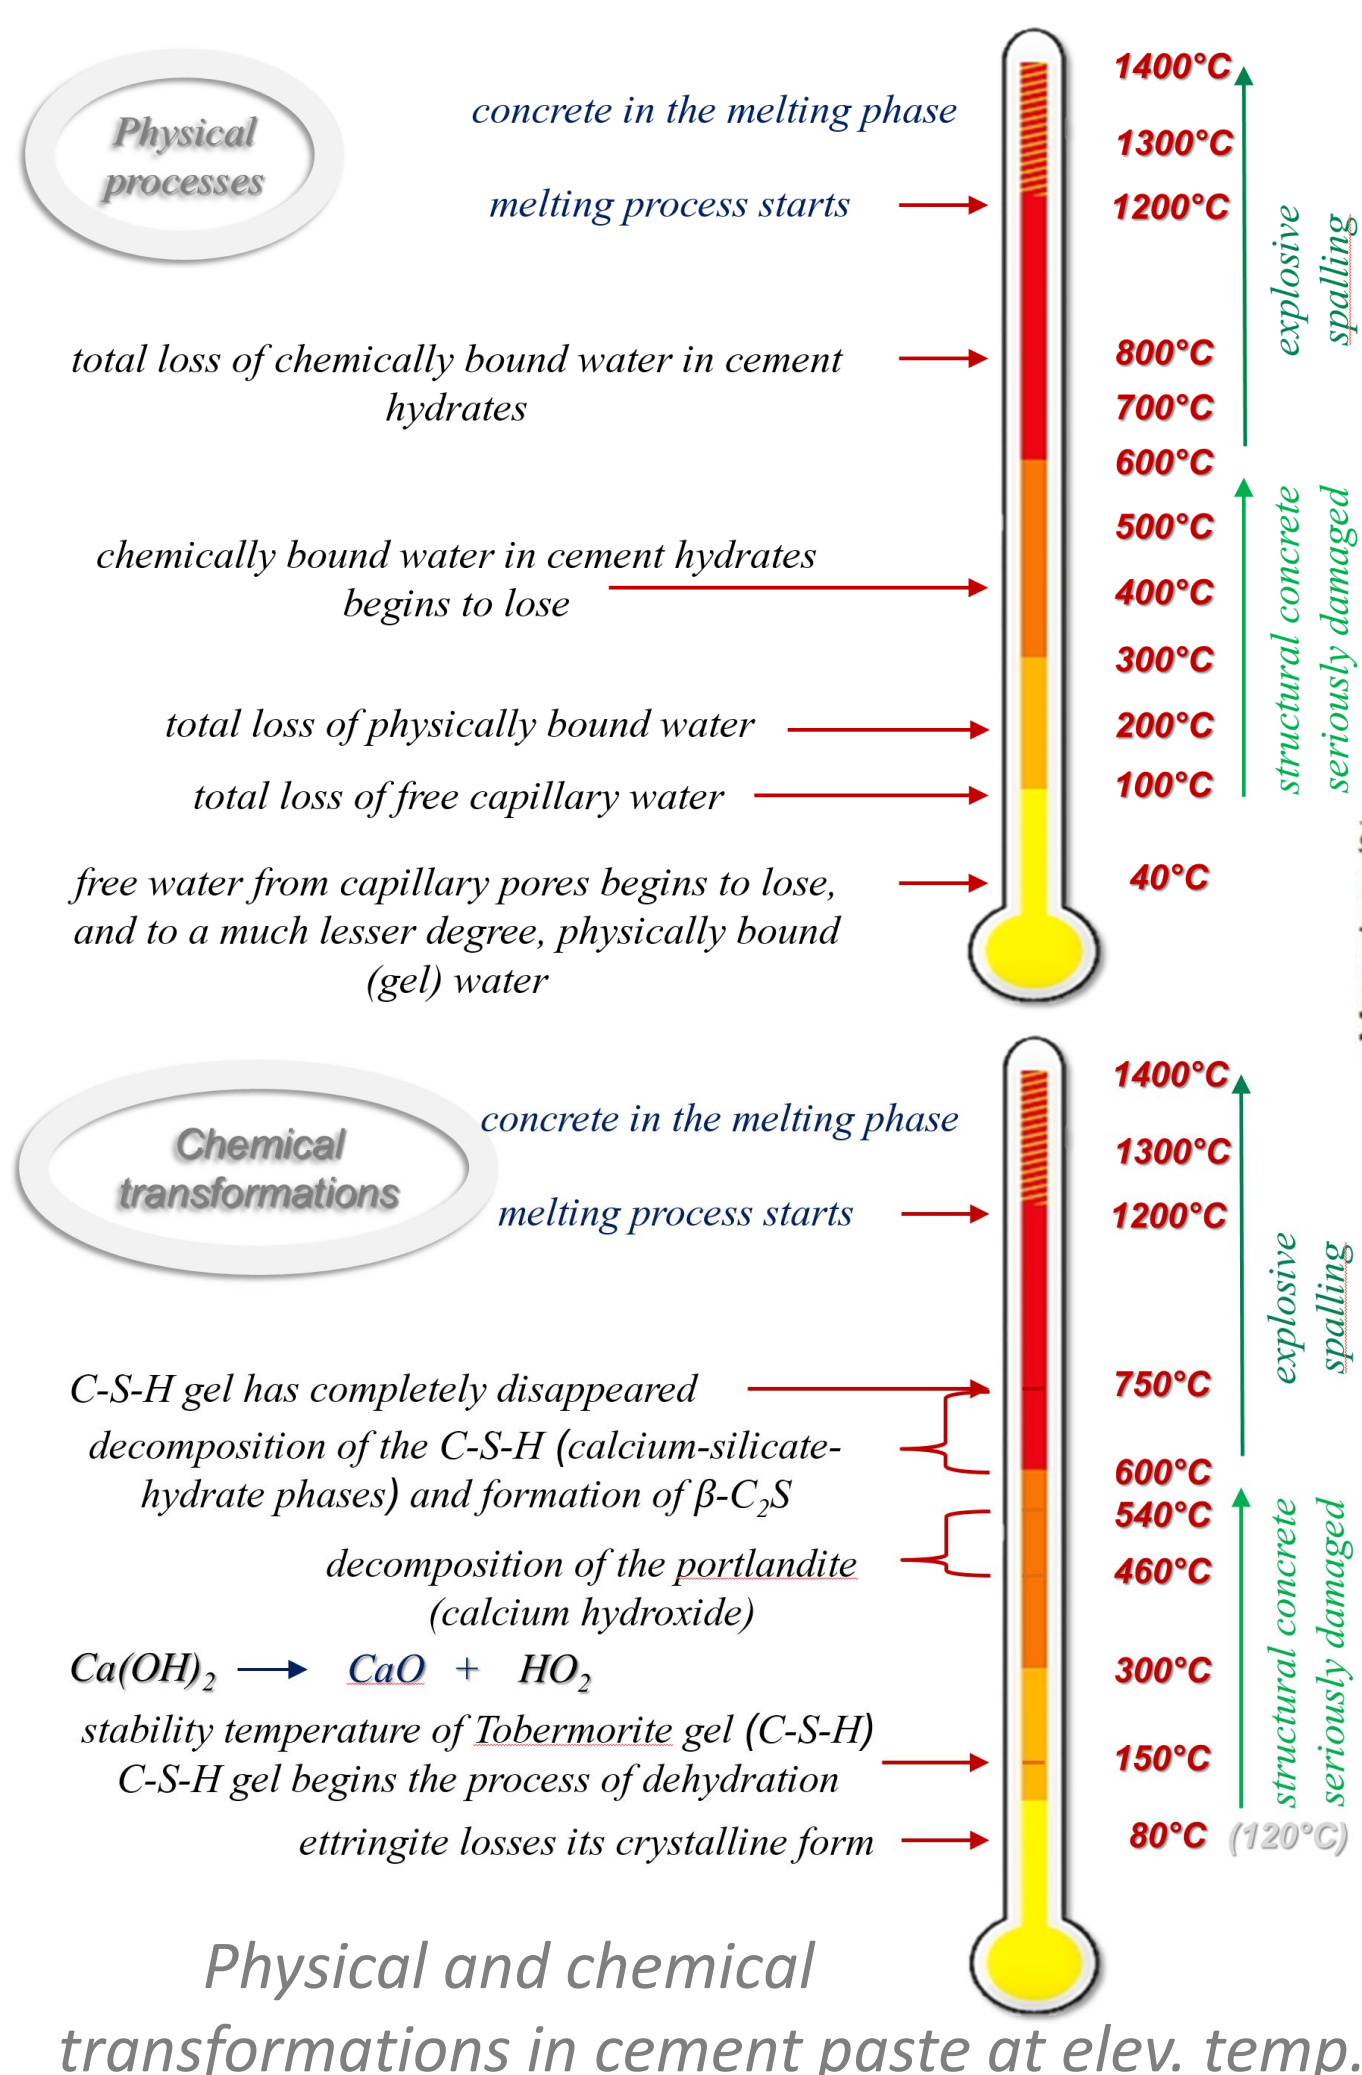 Physical
processes
concrete in the melting phase
melting process starts
total loss of chemically bound water in cement
hydrates
chemically bound water in cement hydrates
begins to lose
total loss of physically bound water
total loss of free capillary water
free water from capillary pores begins to lose,
and to a much lesser degree, physically bound
(gel) water
1400°C
1300°C
1200°C
800°C
700°C
600°C
500°C
400°C
300°C
200°C
100°C
40°C
explosive
spalling
structural concrete
seriously damaged
Chemical
transformations
concrete in the melting phase
melting process starts
C-S-H gel has completely disappeared
decomposition of the C-S-H (calcium-silicate-
hydrate phases) and formation of β-C₂S
decomposition of the portlandite
(calcium hydroxide)
Ca(OH)₂ → CaO + HO₂
stability temperature of Tobermorite gel (C-S-H)
C-S-H gel begins the process of dehydration
ettringite losses its crystalline form
1400°C
1300°C
1200°C
750°C
600°C
540°C
460°C
300°C
150°C
80°C (120°C)
explosive
spalling
structural concrete
seriously damaged
Physical and chemical
transformations in cement paste at elev. temp.